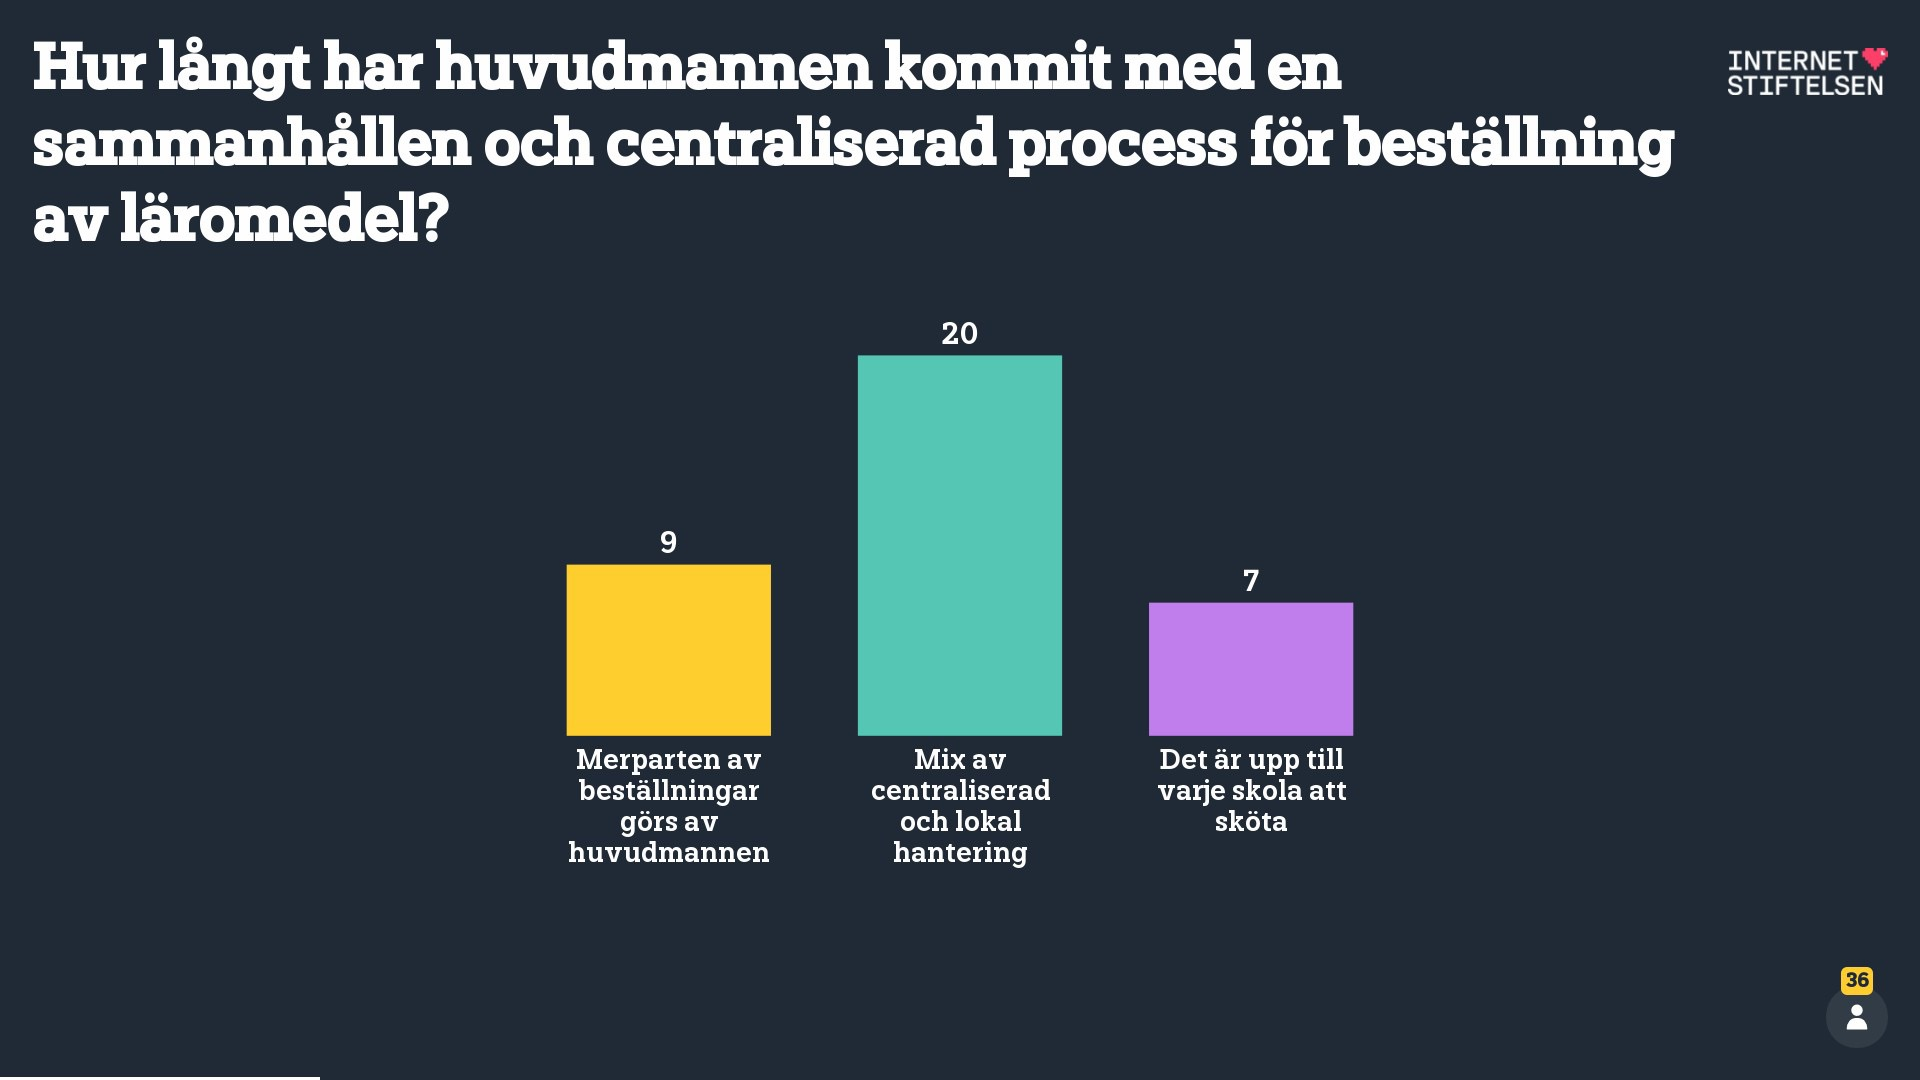 Hur långt har huvudmannen kommit med en
sammanhållen och centraliserad process för beställning
av läromedel?
INTERNET
STIFTELSEN
20
9
7
Merparten av
beställningar
görs av
huvudmannen
Mix av
centraliserad
och lokal
hantering
Det är upp till
varje skola att
sköta
36